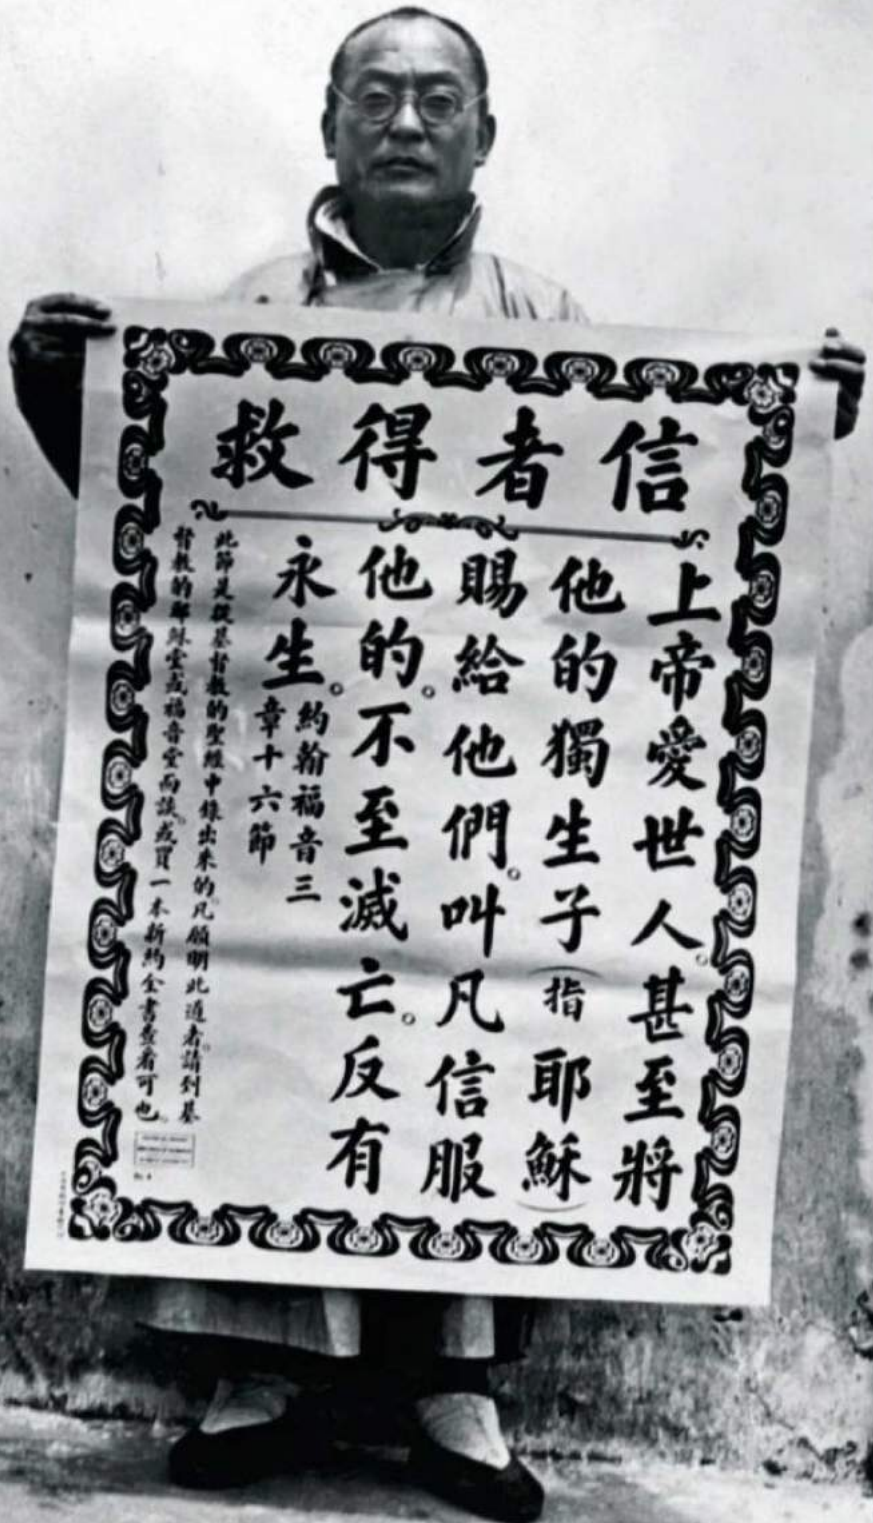 信者得救
上帝愛世人。甚至將
他的獨生子(指耶穌)
賜給他們。叫凡信服
他的。不至滅亡。反有
永生。
約翰福音三
章十六節
此節是從基督教的聖經中錄出來的。凡願明此道者。請到基
督教的耶穌堂或福音堂面談。或買一本新約全書查看可也。